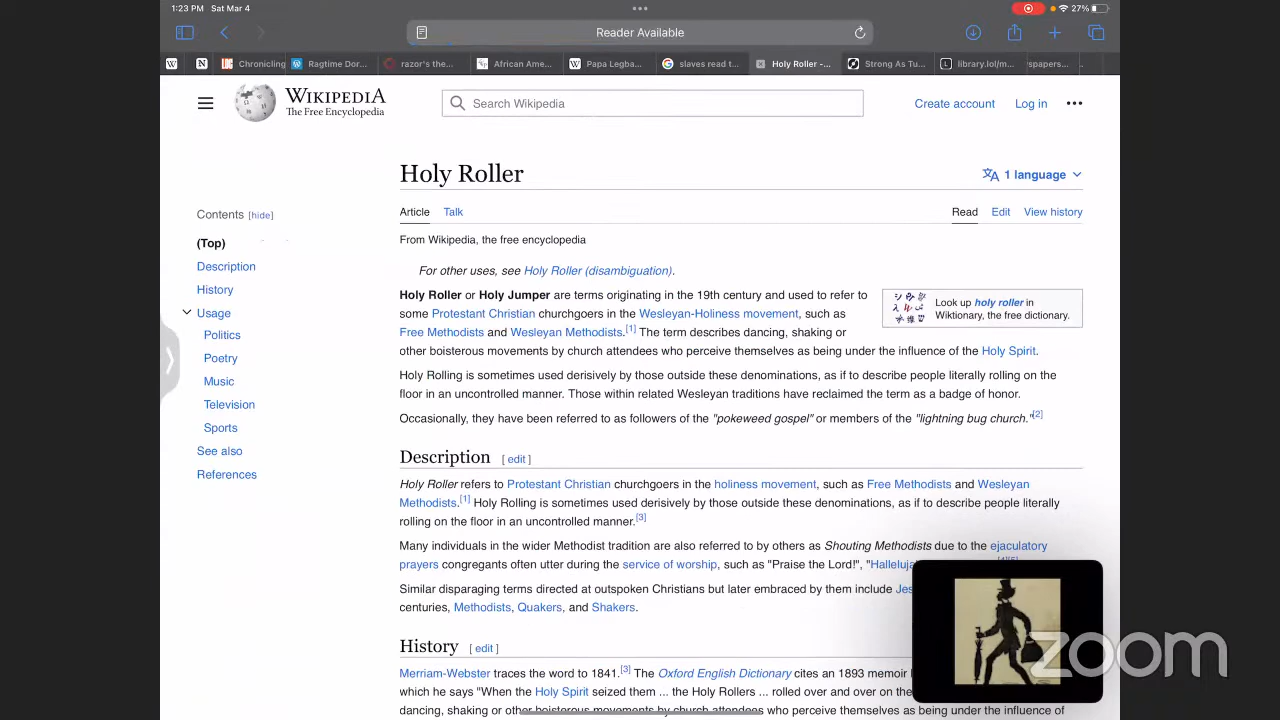 1:23 PM Sat Mar 4
27%
Reader Available
W
N
Chronicling
Ragtime Dor...
razor's the...
African Ame...
Papa Legba...
slaves read t...
Holy Roller -...
Strong As Tu...
library.lol/m...
wspapers...
WIKIPEDIA
The Free Encyclopedia
Search Wikipedia
Create account
Log in
Holy Roller
1 language
Contents [hide]
(Top)
Description
History
Usage
Politics
Poetry
Music
Television
Sports
See also
References
Article Talk
Read Edit View history
From Wikipedia, the free encyclopedia
For other uses, see Holy Roller (disambiguation).
Look up holy roller in
Wiktionary, the free dictionary.
Holy Roller or Holy Jumper are terms originating in the 19th century and used to refer to
some Protestant Christian churchgoers in the Wesleyan-Holiness movement, such as
Free Methodists and Wesleyan Methodists.[1] The term describes dancing, shaking or
other boisterous movements by church attendees who perceive themselves as being under the influence of the Holy Spirit.
Holy Rolling is sometimes used derisively by those outside these denominations, as if to describe people literally rolling on the
floor in an uncontrolled manner. Those within related Wesleyan traditions have reclaimed the term as a badge of honor.
Occasionally, they have been referred to as followers of the "pokeweed gospel" or members of the "lightning bug church."[2]
Description [ edit ]
Holy Roller refers to Protestant Christian churchgoers in the holiness movement, such as Free Methodists and Wesleyan
Methodists.[1] Holy Rolling is sometimes used derisively by those outside these denominations, as if to describe people literally
rolling on the floor in an uncontrolled manner.[3]
Many individuals in the wider Methodist tradition are also referred to by others as Shouting Methodists due to the ejaculatory
prayers congregants often utter during the service of worship, such as "Praise the Lord!", "Halleluja
Similar disparaging terms directed at outspoken Christians but later embraced by them include Jes
centuries, Methodists, Quakers, and Shakers.
History [ edit ]
Merriam-Webster traces the word to 1841.[3] The Oxford English Dictionary cites an 1893 memoir
which he says "When the Holy Spirit seized them ... the Holy Rollers ... rolled over and over on the
dancing, shaking or other boisterous movements by church attendees who perceive themselves as being under the influence of
zoom